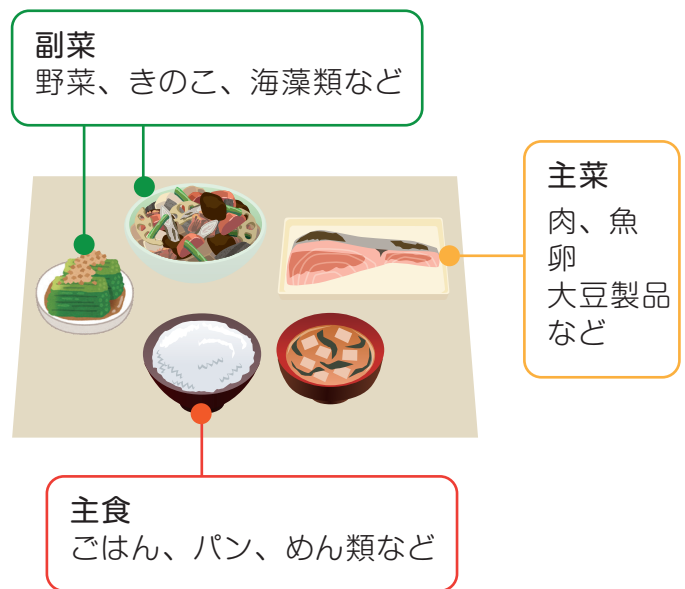 副菜
野菜、きのこ、海藻類など
主菜
肉、魚
卵
大豆製品
など
主食
ごはん、パン、めん類など